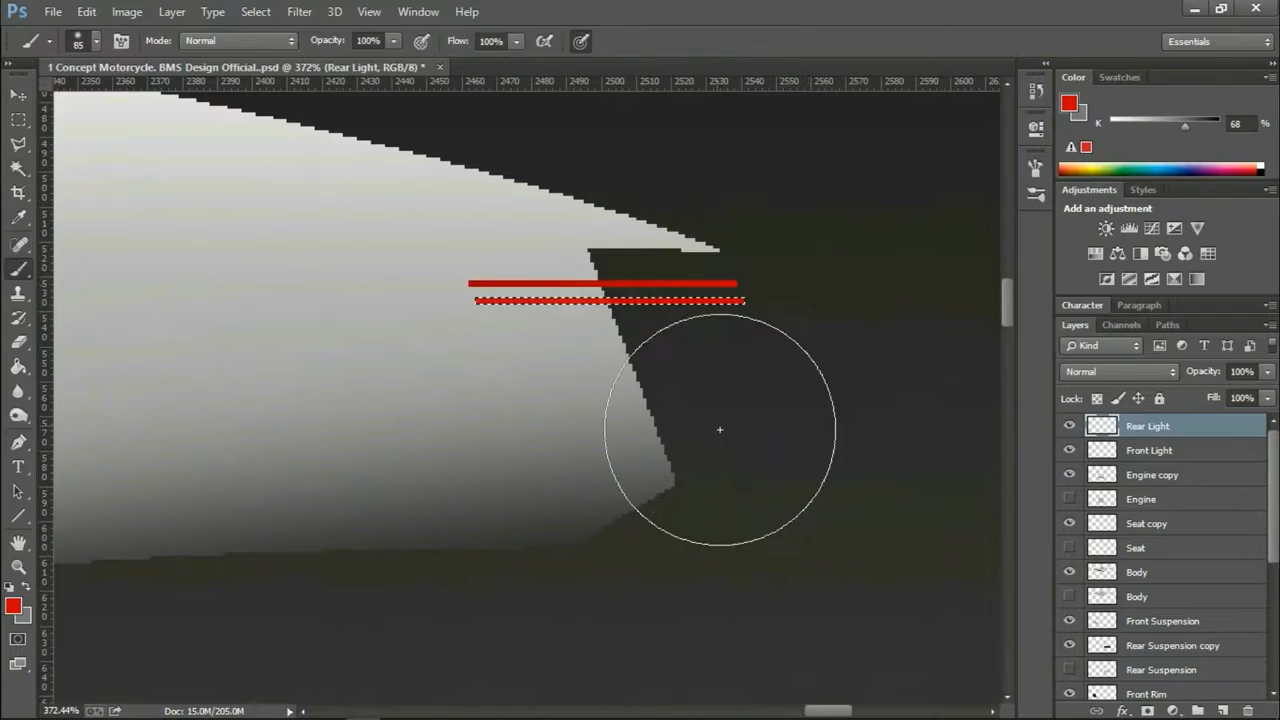 Ps File Edit Image Layer Type Select Filter 3D View Window Help
85 Mode: Normal Opacity: 100% Flow: 100% Essentials
1 Concept Motorcycle. BMS Design Official..psd @ 372% (Rear Light, RGB/8) *
2350 2360 2370 2380 2390 2400 2410 2420 2430 2440 2450 2460 2470 2480 2490 2500 2510 2520 2530 2540 2550 2560 2570 2580 2590 2600
Color Swatches
K 68 %
Adjustments Styles
Add an adjustment
Character Paragraph
Layers Channels Paths
Kind
Normal Opacity: 100%
Lock: Fill: 100%
Rear Light
Front Light
Engine copy
Engine
Seat copy
Seat
Body
Body
Front Suspension
Rear Suspension copy
Rear Suspension
Front Rim
372.44% Doc: 15.0M/205.0M